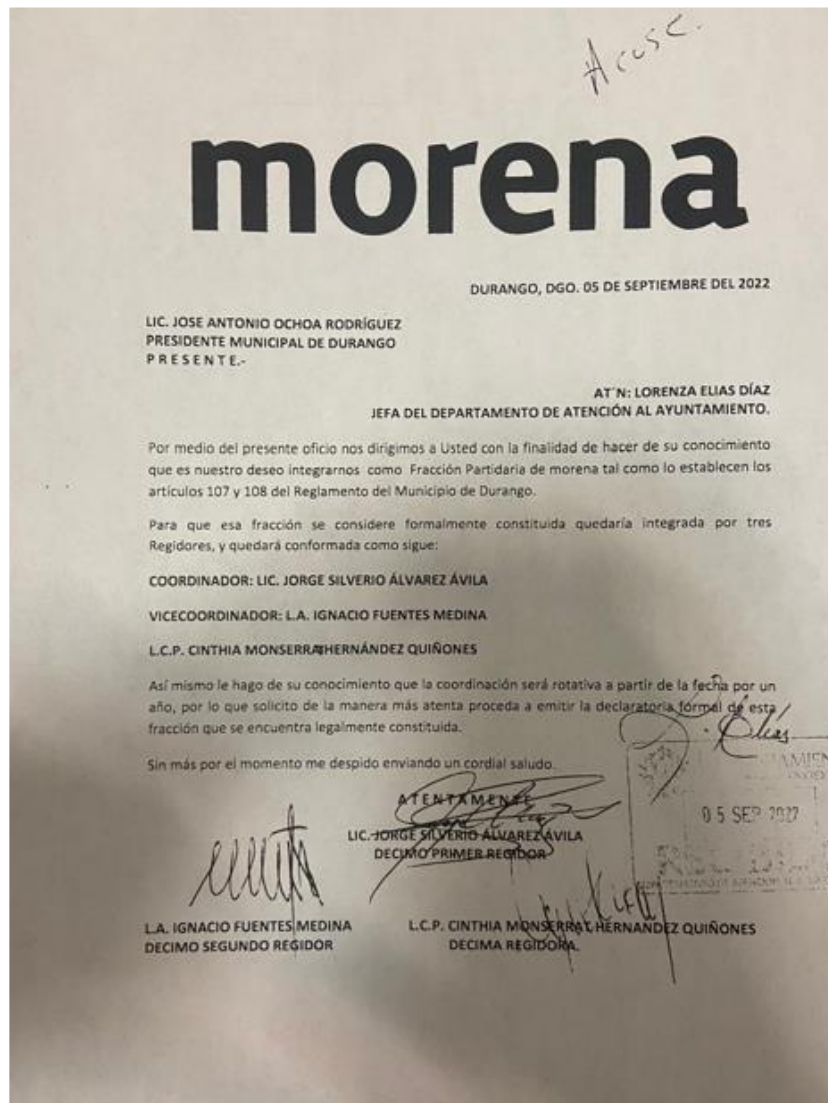 Acuse.
morena
DURANGO, DGO. 05 DE SEPTIEMBRE DEL 2022
LIC. JOSE ANTONIO OCHOA RODRÍGUEZ
PRESIDENTE MUNICIPAL DE DURANGO
P R E S E N T E.-
AT´N: LORENZA ELIAS DÍAZ
JEFA DEL DEPARTAMENTO DE ATENCIÓN AL AYUNTAMIENTO.
Por medio del presente oficio nos dirigimos a Usted con la finalidad de hacer de su conocimiento
que es nuestro deseo integrarnos como Fracción Partidaria de morena tal como lo establecen los
artículos 107 y 108 del Reglamento del Municipio de Durango.
Para que esa fracción se considere formalmente constituida quedaría integrada por tres
Regidores, y quedará conformada como sigue:
COORDINADOR: LIC. JORGE SILVERIO ÁLVAREZ ÁVILA
VICECOORDINADOR: L.A. IGNACIO FUENTES MEDINA
L.C.P. CINTHIA MONSERRATHERNÁNDEZ QUIÑONES
Así mismo le hago de su conocimiento que la coordinación será rotativa a partir de la fecha por un
año, por lo que solicito de la manera más atenta proceda a emitir la declaratoria formal de esta
fracción que se encuentra legalmente constituida.
Elías
Sin más por el momento me despido enviando un cordial saludo.
ATENTAMENTE
05 SEP 2022
LIC. JORGE SILVERIO ALVAREZ ÁVILA
DECIMO PRIMER REGIDOR
L.A. IGNACIO FUENTES MEDINA
DECIMO SEGUNDO REGIDOR
L.C.P. CINTHIA MONSERRAT HERNANDEZ QUIÑONES
DECIMA REGIDORA.